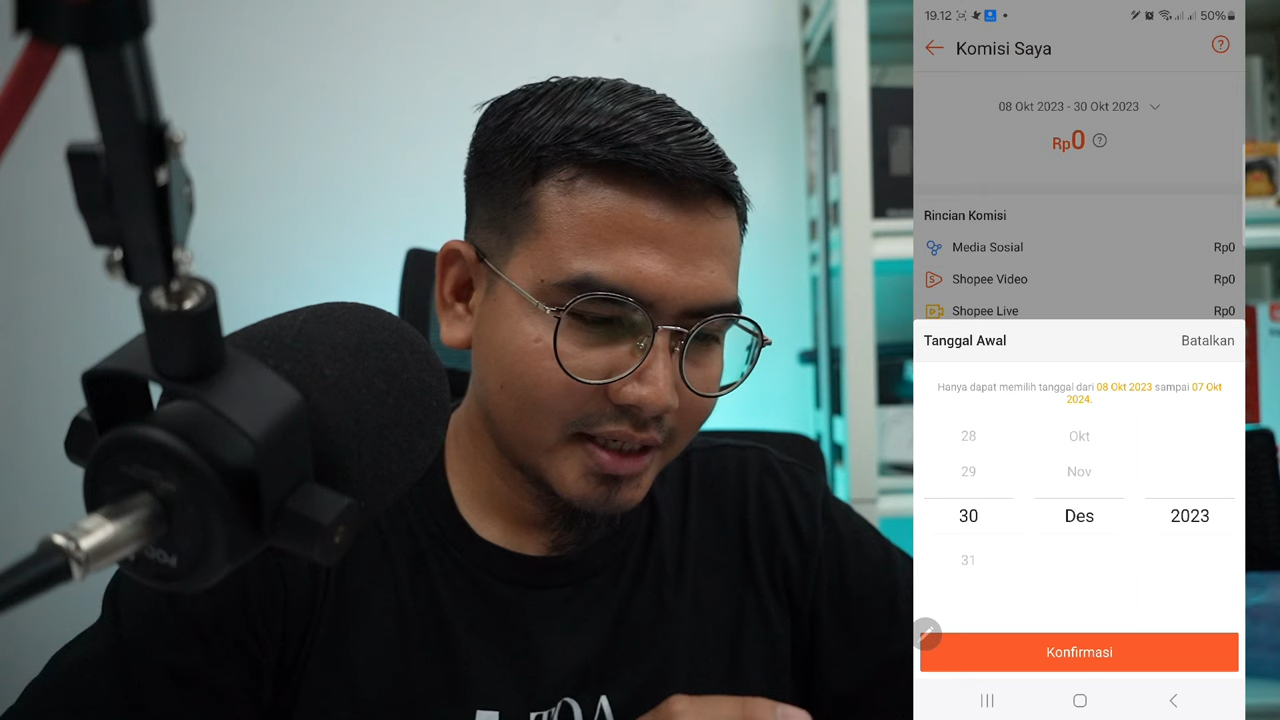 19.12
50%
Komisi Saya
08 Okt 2023 - 30 Okt 2023
Rp0
Rincian Komisi
Media Sosial Rp0
Shopee Video Rp0
Shopee Live Rp0
Tanggal Awal Batalkan
Hanya dapat memilih tanggal dari 08 Okt 2023 sampai 07 Okt
2024.
28 Okt
29 Nov
30 Des 2023
31
Konfirmasi
TOA